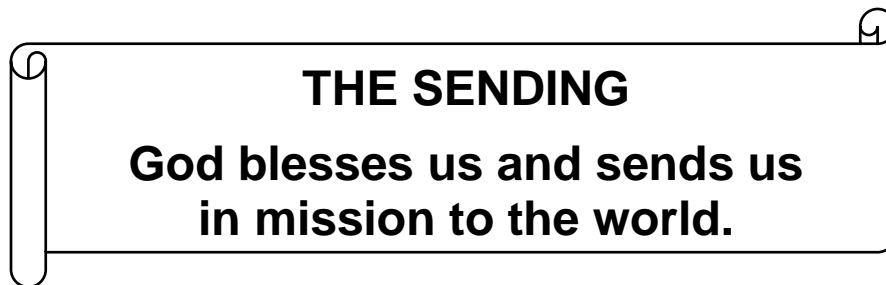 THE SENDING
God blesses us and sends us
in mission to the world.